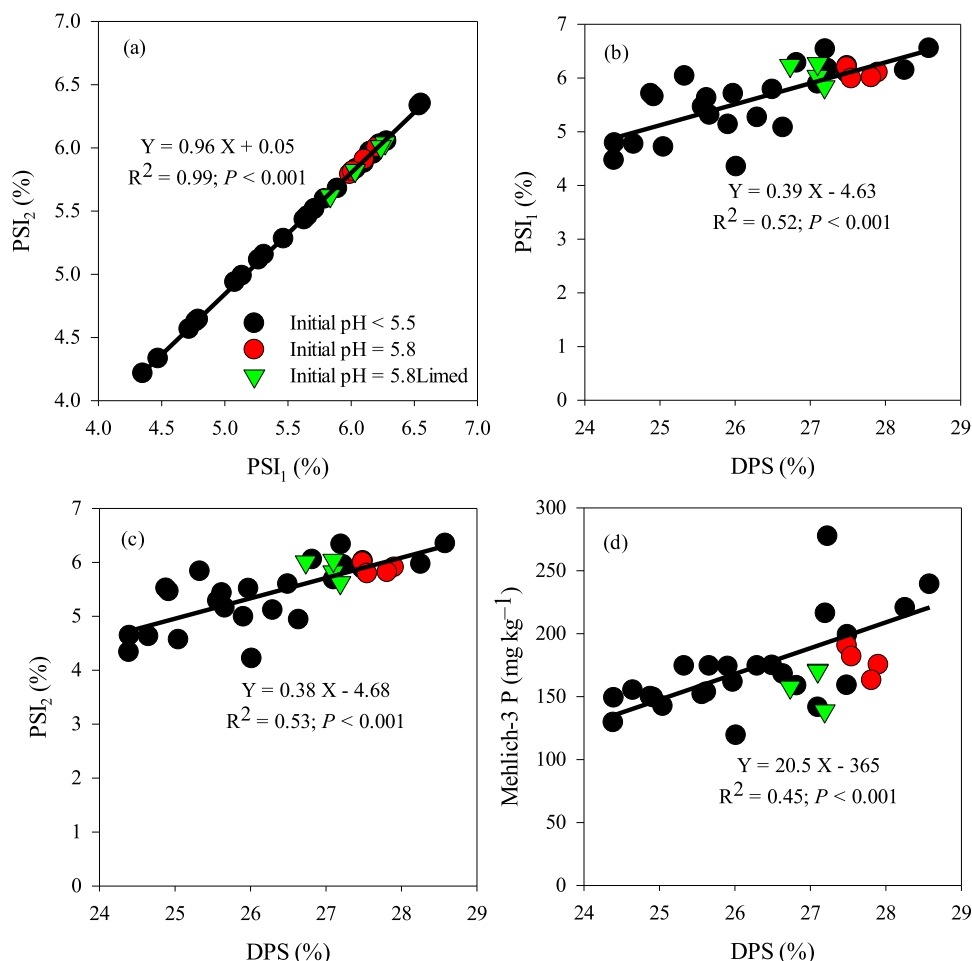 (a)
Y = 0.96 X + 0.05
R² = 0.99; P < 0.001
Initial pH < 5.5
Initial pH = 5.8
Initial pH = 5.8Limed
7.0
6.5
6.0
5.5
5.0
4.5
4.0
4.0 4.5 5.0 5.5 6.0 6.5 7.0
PSI₂ (%)
PSI₁ (%)
(b)
Y = 0.39 X - 4.63
R² = 0.52; P < 0.001
7
6
5
4
3
2
1
0
24 25 26 27 28 29
PSI₁ (%)
DPS (%)
(c)
Y = 0.38 X - 4.68
R² = 0.53; P < 0.001
7
6
5
4
3
2
1
0
24 25 26 27 28 29
PSI₂ (%)
DPS (%)
(d)
Y = 20.5 X - 365
R² = 0.45; P < 0.001
300
250
200
150
100
50
0
24 25 26 27 28 29
Mehlich-3 P (mg kg⁻¹)
DPS (%)